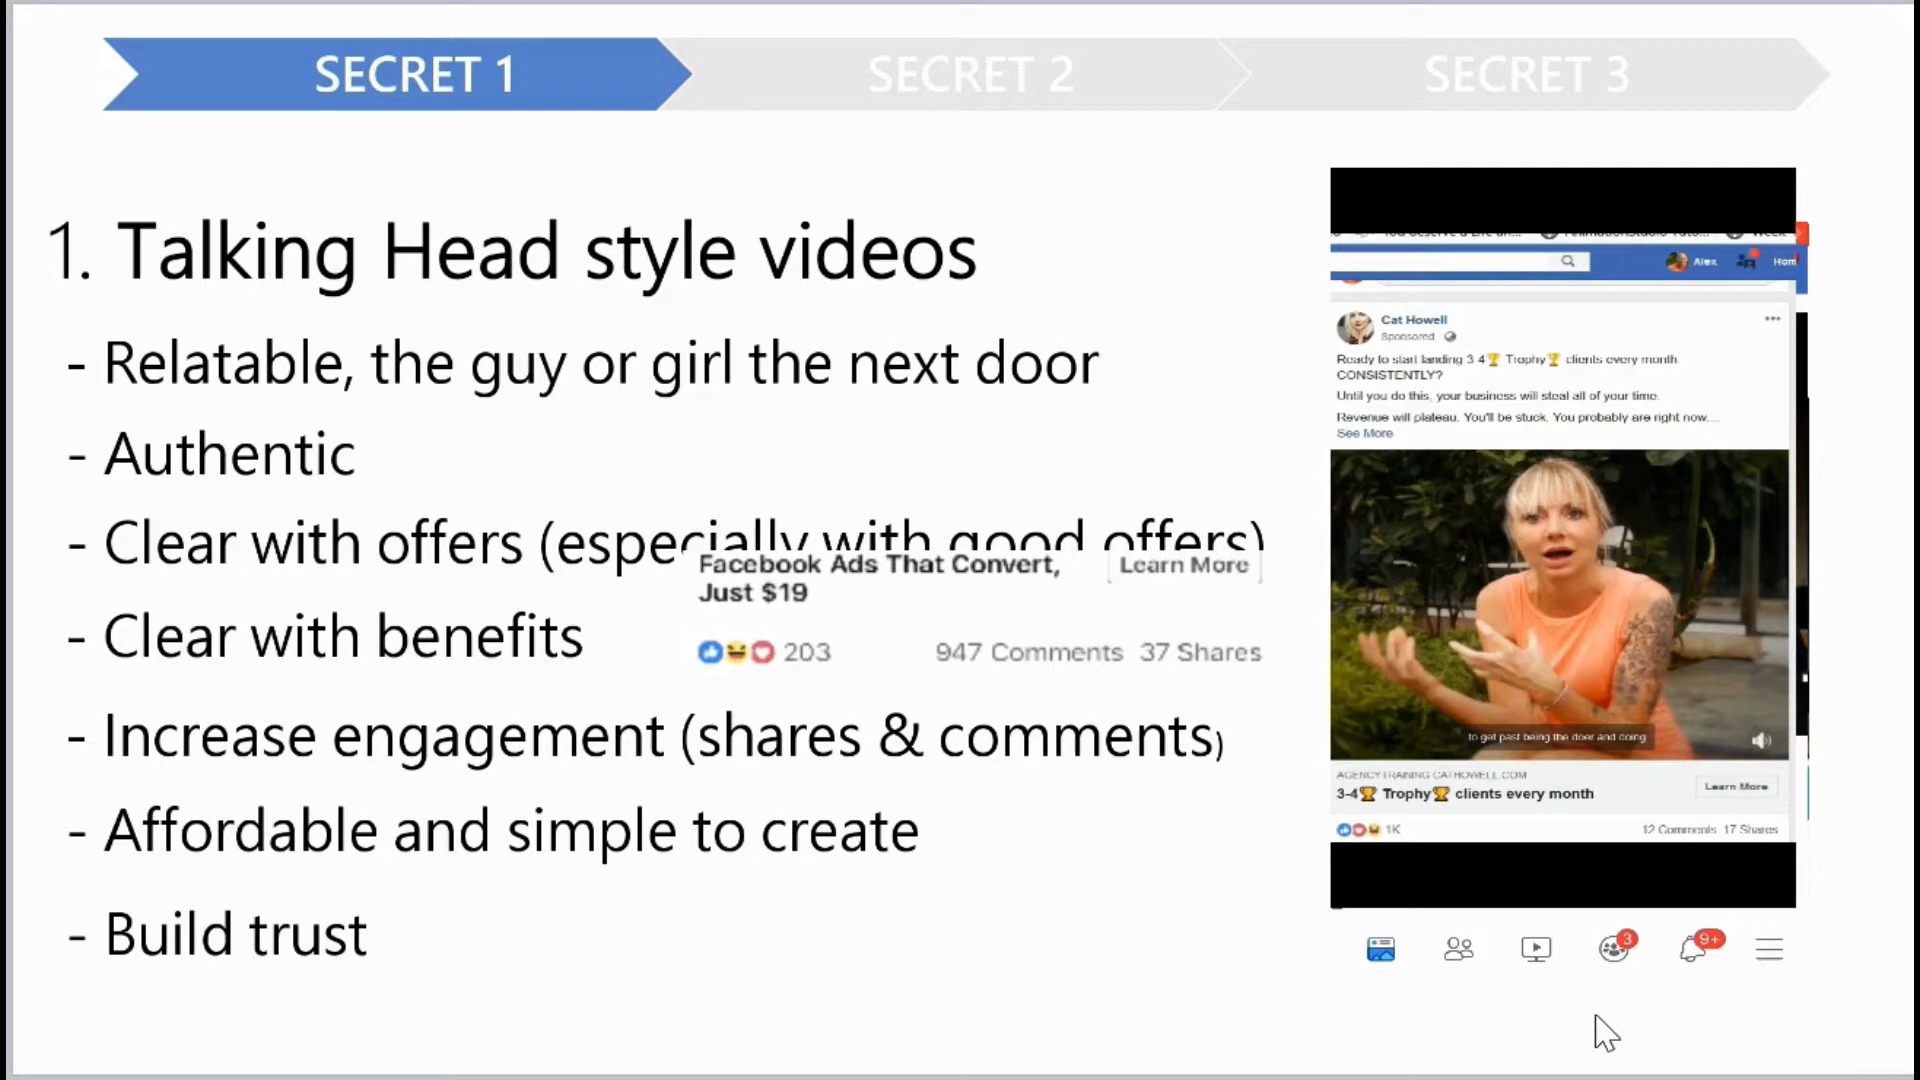 SECRET 1
SECRET 2
SECRET 3
1. Talking Head style videos
- Relatable, the guy or girl the next door
- Authentic
- Clear with offers (especially with good offers)
- Clear with benefits
- Increase engagement (shares & comments)
- Affordable and simple to create
- Build trust
Facebook Ads That Convert,
Just $19
Learn More
203
947 Comments 37 Shares
Alex
Hom
Cat Howell
Sponsored
Ready to start landing 3-4🏆 Trophy🏆 clients every month
CONSISTENTLY?
Until you do this, your business will steal all of your time.
Revenue will plateau. You'll be stuck. You probably are right now....
See More
to get past being the doer and doing
AGENCYTRAINING.CATHOWELL.COM
3-4🏆 Trophy🏆 clients every month
Learn More
1K
12 Comments 17 Shares
3
9+